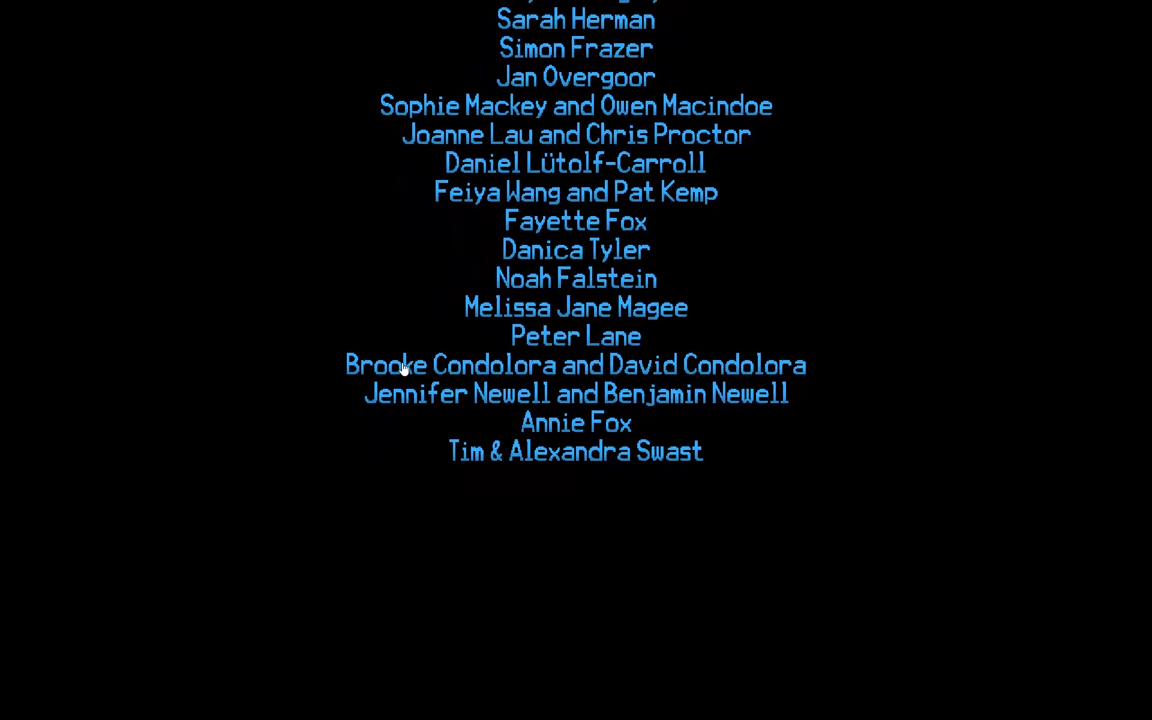 Sarah Herman
Simon Frazer
Jan Overgoor
Sophie Mackey and Owen Macindoe
Joanne Lau and Chris Proctor
Daniel Lütolf-Carroll
Feiya Wang and Pat Kemp
Fayette Fox
Danica Tyler
Noah Falstein
Melissa Jane Magee
Peter Lane
Brooke Condolora and David Condolora
Jennifer Newell and Benjamin Newell
Annie Fox
Tim & Alexandra Swast